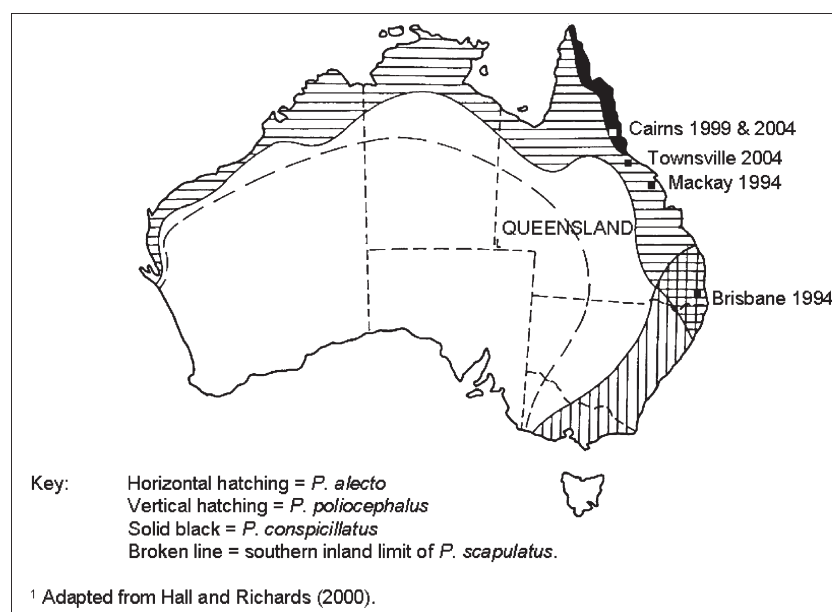 Cairns 1999 & 2004
Townsville 2004
Mackay 1994
QUEENSLAND
Brisbane 1994
Key: Horizontal hatching = P. alecto
Vertical hatching = P. poliocephalus
Solid black = P. conspicillatus
Broken line = southern inland limit of P. scapulatus.
¹ Adapted from Hall and Richards (2000).